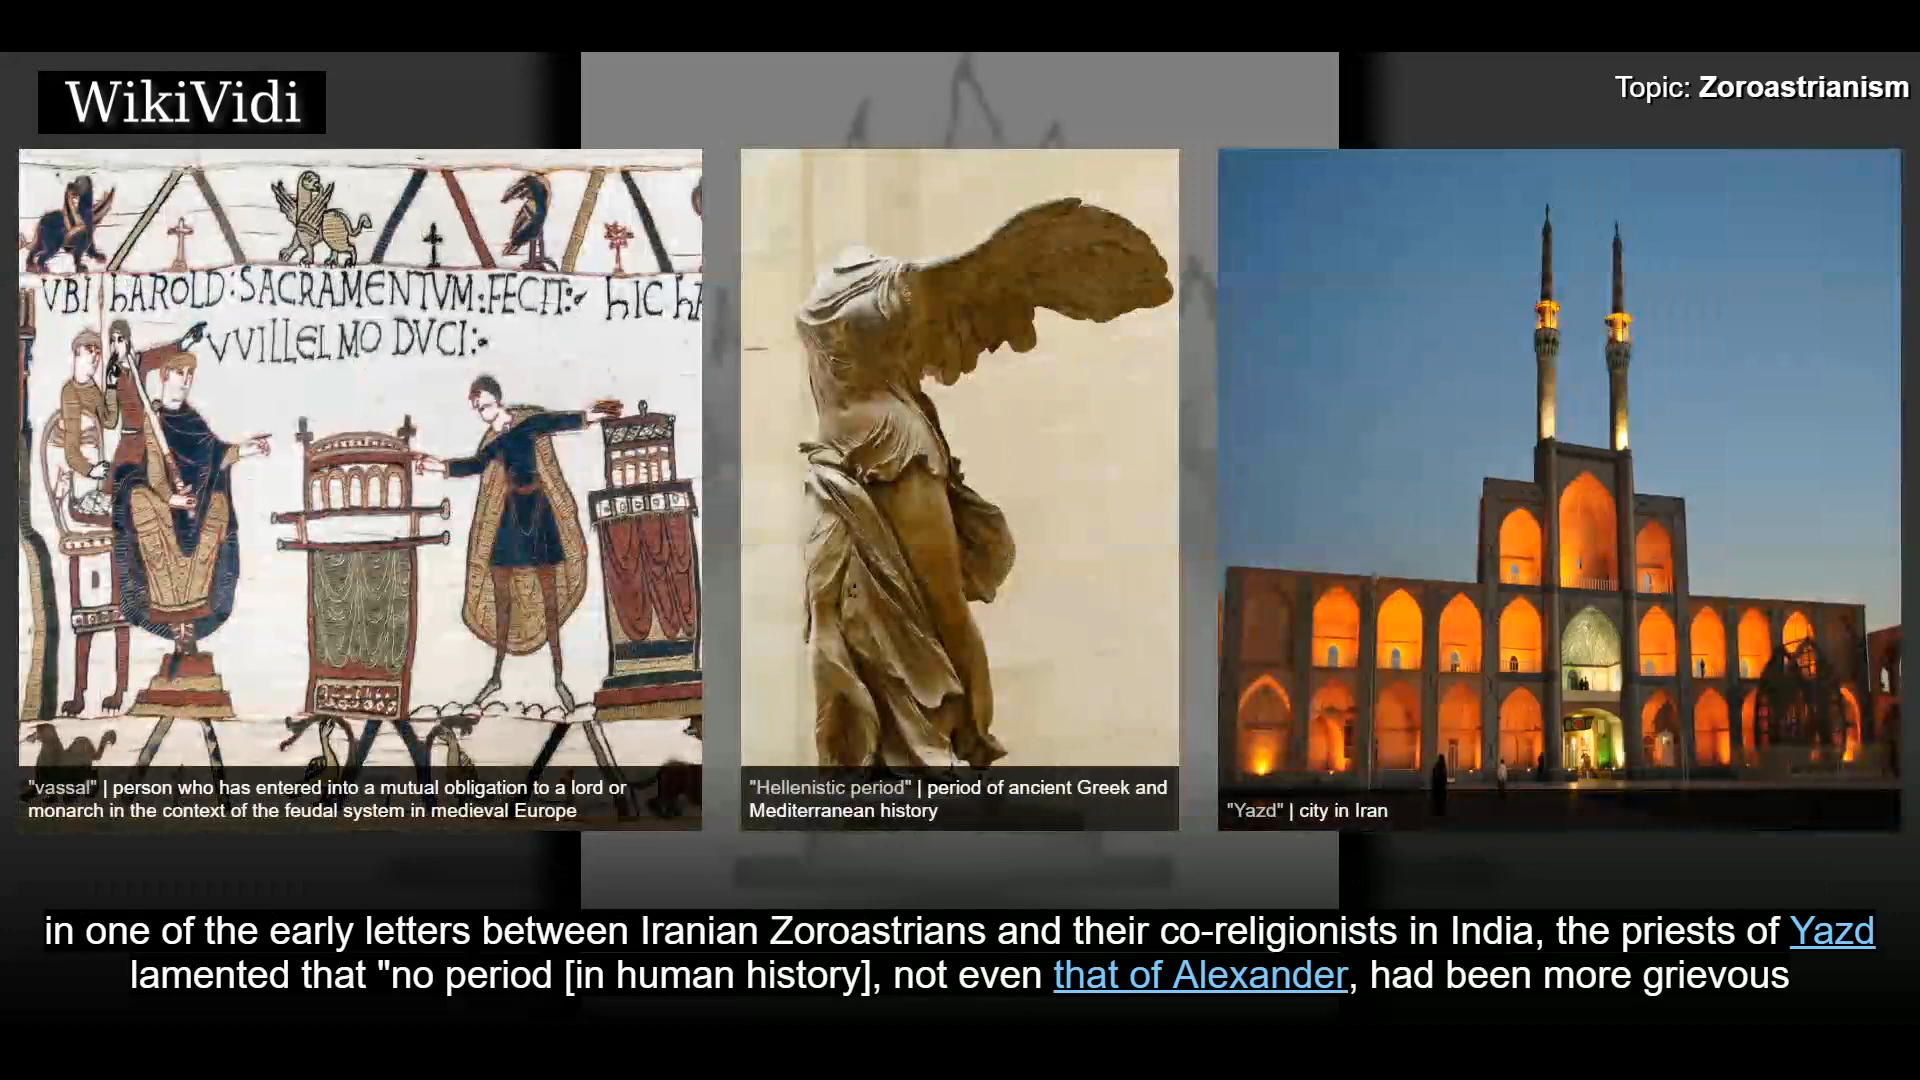 WikiVidi
Topic: Zoroastrianism
VBI hAROLD:SACRAMENTVM:FECIT:
hIC hA
VVILLELMO DVCI:
"vassal" | person who has entered into a mutual obligation to a lord or
monarch in the context of the feudal system in medieval Europe
"Hellenistic period" | period of ancient Greek and
Mediterranean history
"Yazd" | city in Iran
in one of the early letters between Iranian Zoroastrians and their co-religionists in India, the priests of Yazd
lamented that "no period [in human history], not even that of Alexander, had been more grievous